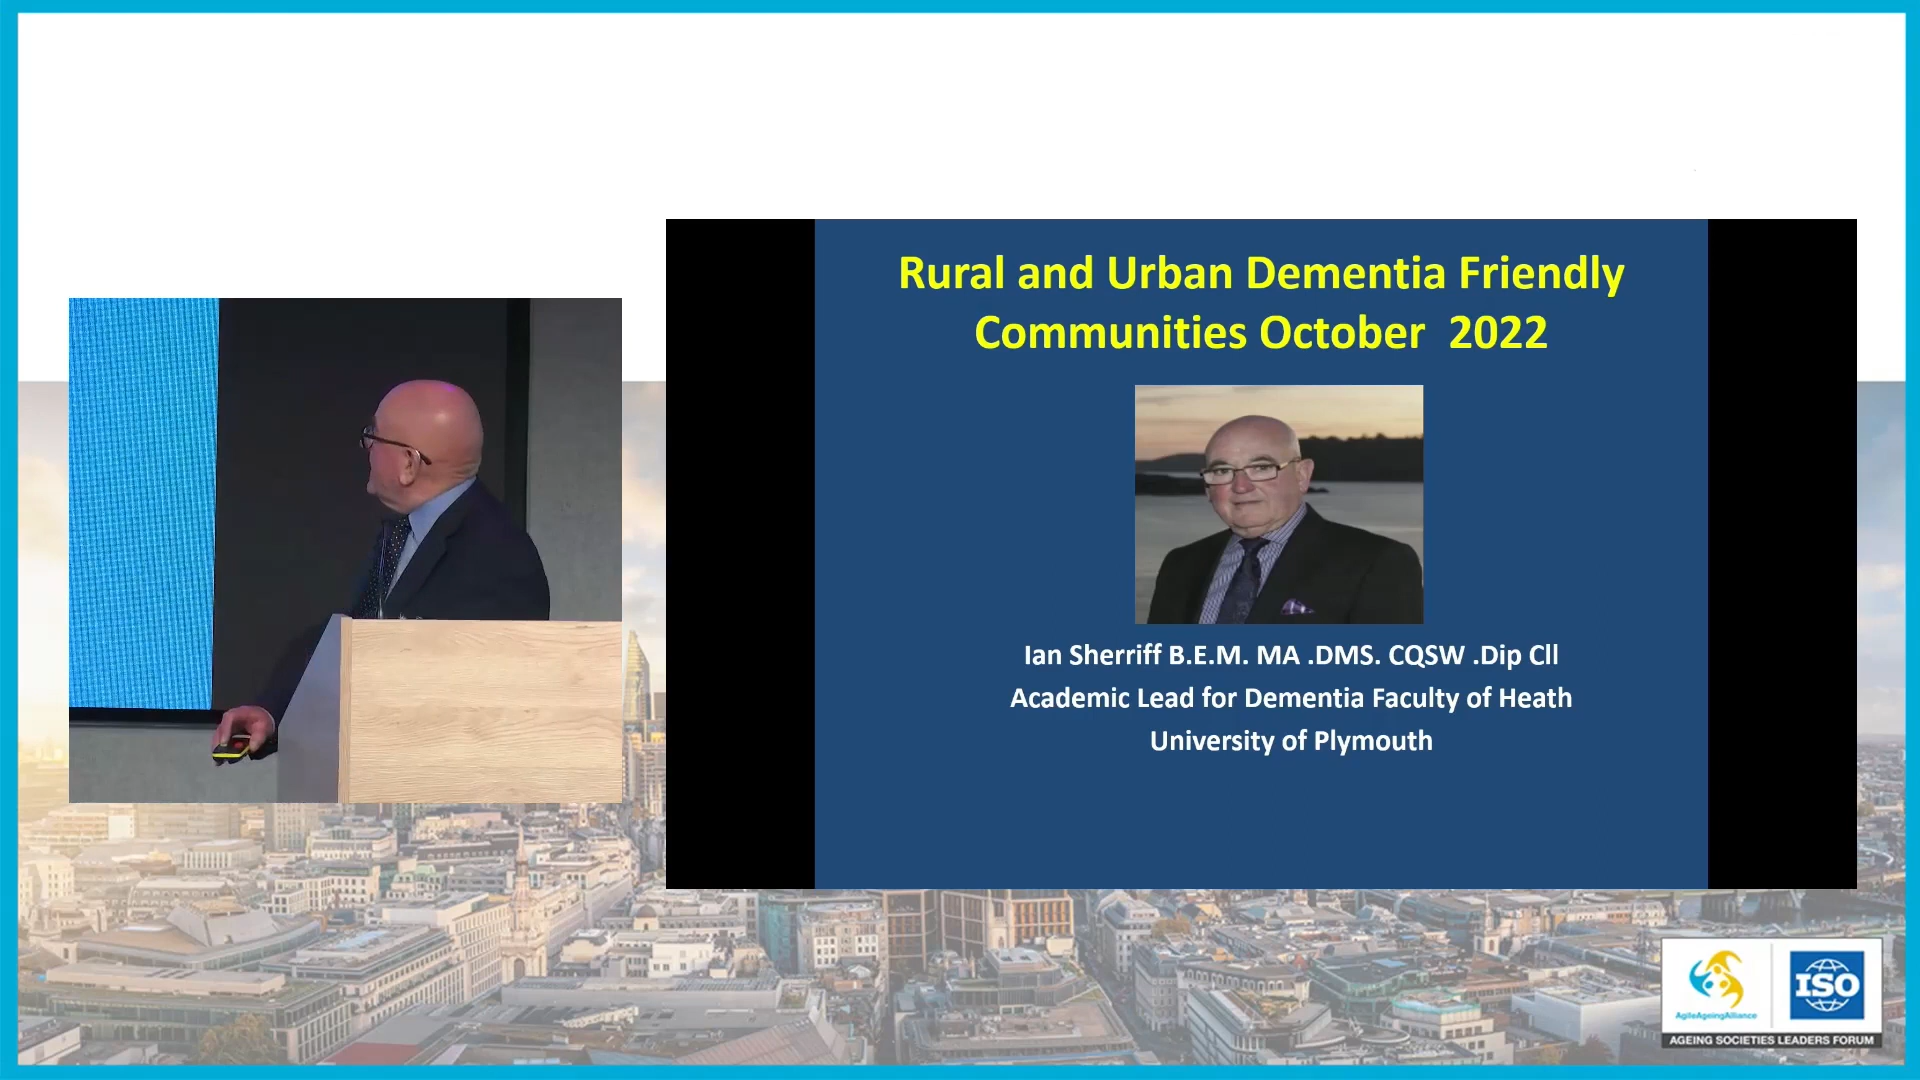 Rural and Urban Dementia Friendly
Communities October 2022
Ian Sherriff B.E.M. MA .DMS. CQSW .Dip Cll
Academic Lead for Dementia Faculty of Heath
University of Plymouth
AgileAgeingAlliance
ISO
AGEING SOCIETIES LEADERS FORUM